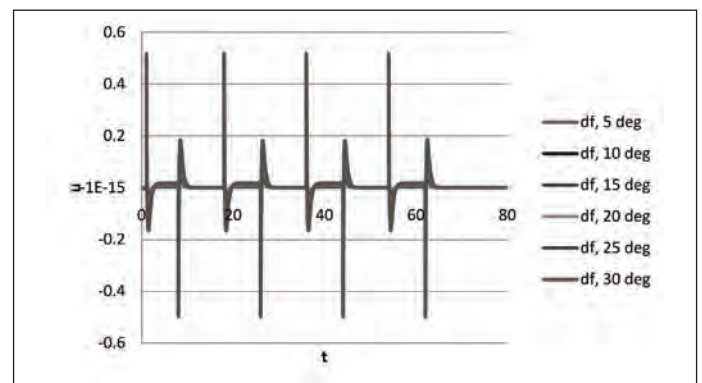 0.6
0.4
0.2
u
-1E-15
0 20 40 60 80
-0.2
-0.4
-0.6
t
df, 5 deg
df, 10 deg
df, 15 deg
df, 20 deg
df, 25 deg
df, 30 deg